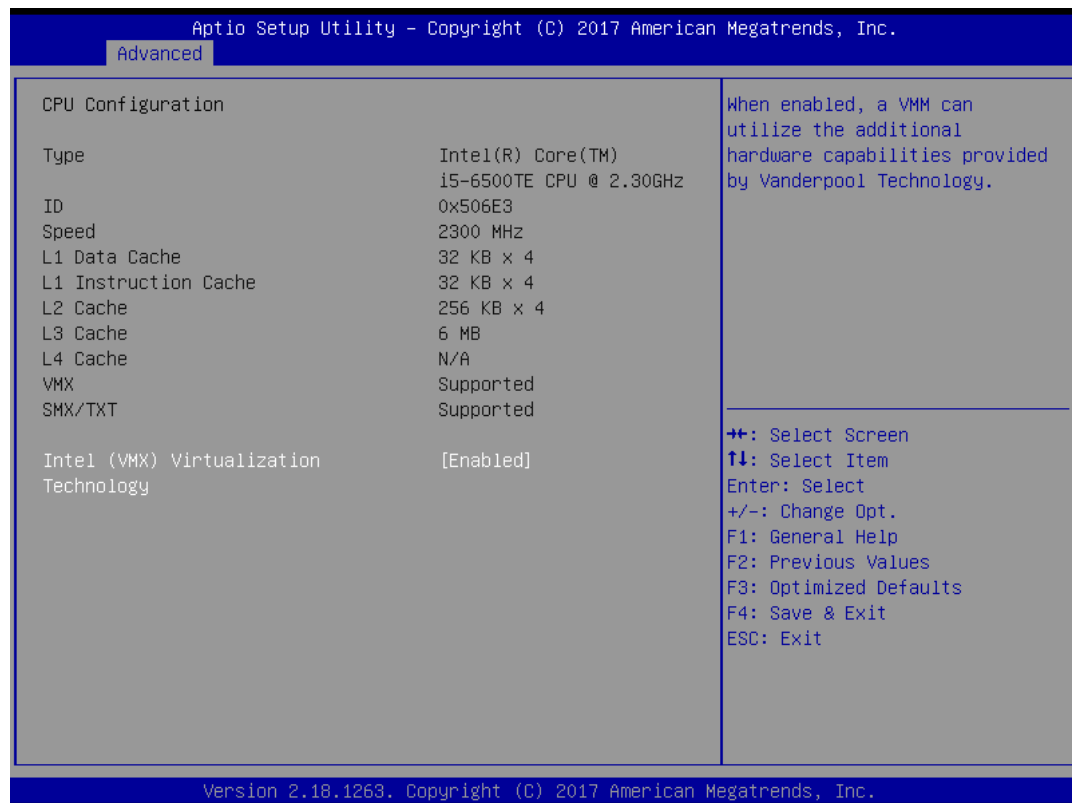 Aptio Setup Utility – Copyright (C) 2017 American Megatrends, Inc.
Advanced
CPU Configuration
Type Intel(R) Core(TM)
i5-6500TE CPU @ 2.30GHz
ID 0x506E3
Speed 2300 MHz
L1 Data Cache 32 KB x 4
L1 Instruction Cache 32 KB x 4
L2 Cache 256 KB x 4
L3 Cache 6 MB
L4 Cache N/A
VMX Supported
SMX/TXT Supported
Intel (VMX) Virtualization [Enabled]
Technology
When enabled, a VMM can
utilize the additional
hardware capabilities provided
by Vanderpool Technology.
→←: Select Screen
↑↓: Select Item
Enter: Select
+/-: Change Opt.
F1: General Help
F2: Previous Values
F3: Optimized Defaults
F4: Save & Exit
ESC: Exit
Version 2.18.1263. Copyright (C) 2017 American Megatrends, Inc.